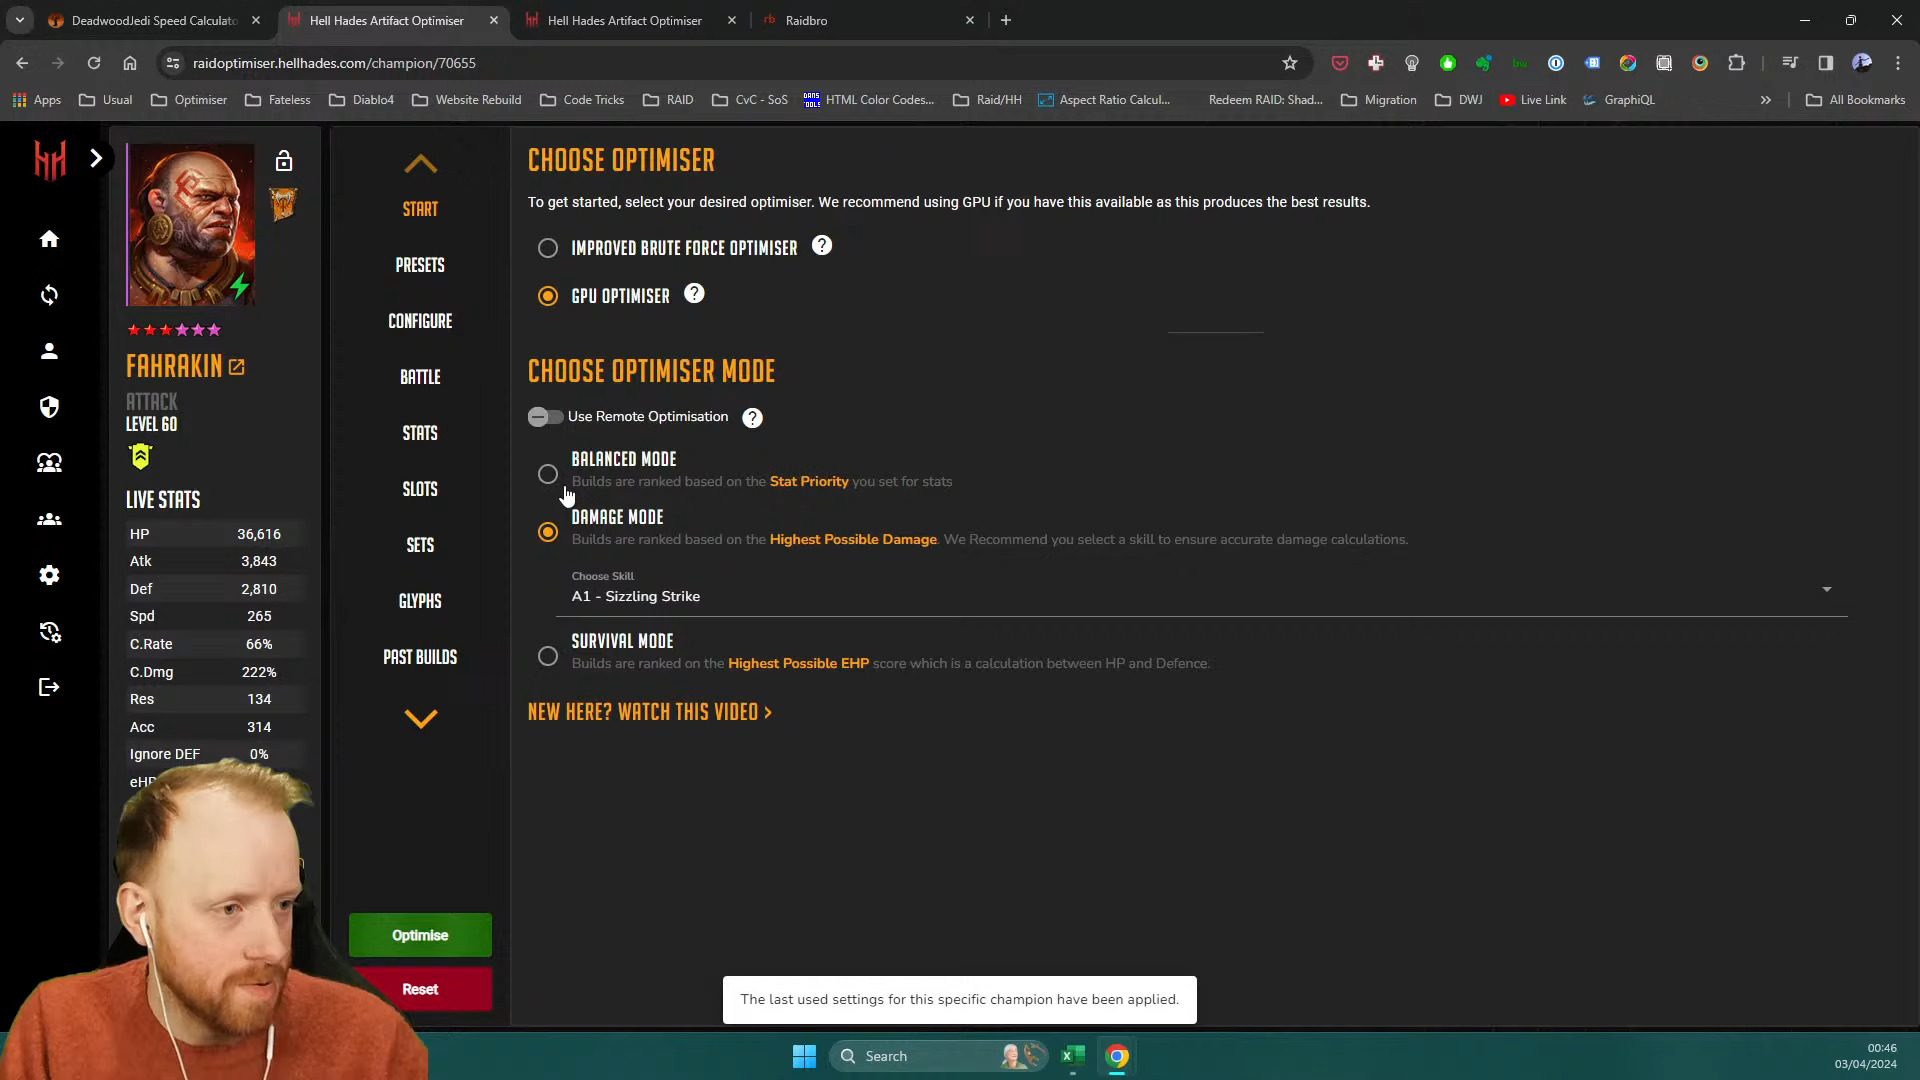 DeadwoodJedi Speed Calculato
Hell Hades Artifact Optimiser
Hell Hades Artifact Optimiser
rb Raidbro
raidoptimiser.hellhades.com/champion/70655
Apps Usual Optimiser Fateless Diablo4 Website Rebuild Code Tricks RAID CvC - SoS HTML Color Codes... Raid/HH Aspect Ratio Calcul... Redeem RAID: Shad... Migration DWJ Live Link GraphiQL All Bookmarks
FAHRAKIN
ATTACK
LEVEL 60
LIVE STATS
HP 36,616
Atk 3,843
Def 2,810
Spd 265
C.Rate 66%
C.Dmg 222%
Res 134
Acc 314
Ignore DEF 0%
START
PRESETS
CONFIGURE
BATTLE
STATS
SLOTS
SETS
GLYPHS
PAST BUILDS
Optimise
Reset
CHOOSE OPTIMISER
To get started, select your desired optimiser. We recommend using GPU if you have this available as this produces the best results.
IMPROVED BRUTE FORCE OPTIMISER ?
GPU OPTIMISER ?
CHOOSE OPTIMISER MODE
Use Remote Optimisation ?
BALANCED MODE
Builds are ranked based on the Stat Priority you set for stats
DAMAGE MODE
Builds are ranked based on the Highest Possible Damage. We Recommend you select a skill to ensure accurate damage calculations.
Choose Skill
A1 - Sizzling Strike
SURVIVAL MODE
Builds are ranked on the Highest Possible EHP score which is a calculation between HP and Defence.
NEW HERE? WATCH THIS VIDEO >
The last used settings for this specific champion have been applied.
Search
00:46
03/04/2024